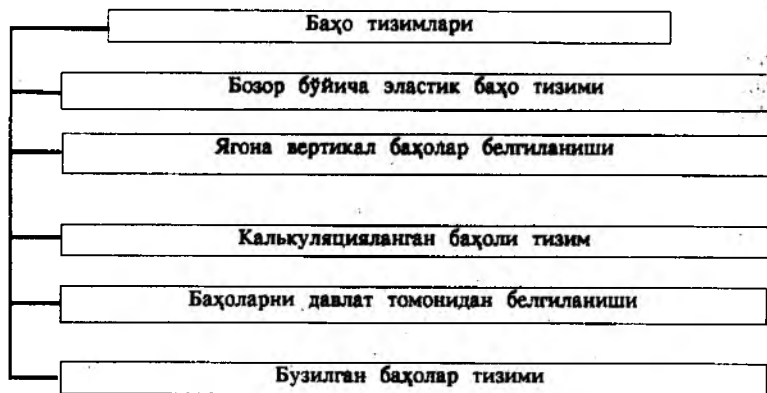 Баҳо тизимлари
Бозор бўйича эластик баҳо тизими
Ягона вертикал баҳолар белгиланиши
Калькуляцияланган баҳоли тизим
Баҳоларни давлат томонидан белгиланиши
Бузилган баҳолар тизими